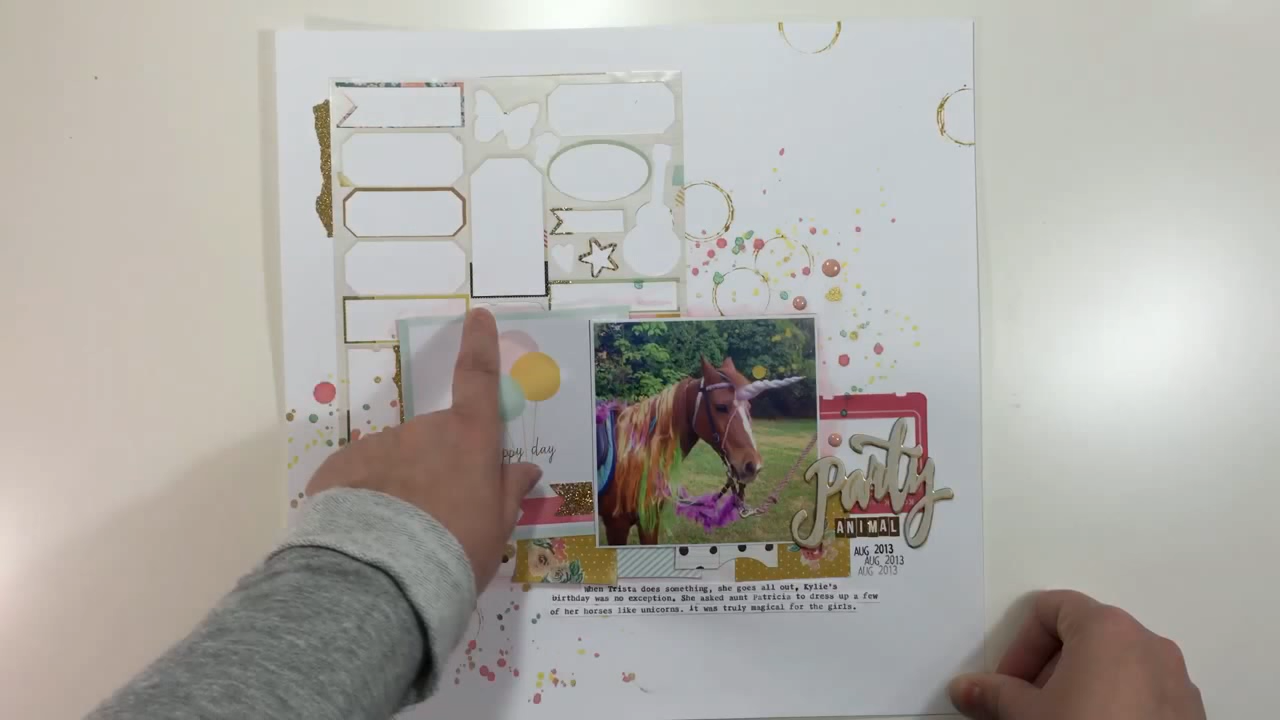 ppy day
party
ANIMAL
AUG 2013
AUG 2013
AUG 2013
When Trista does something, she goes all out, Kylie's
birthday was no exception. She asked aunt Patricia to dress up a few
of her horses like unicorns. It was truly magical for the girls.